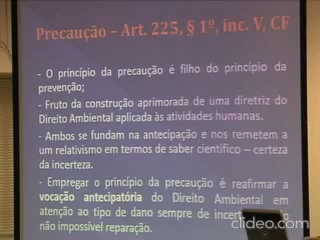 Precaução – Art. 225, § 1º, inc. V, CF
- O princípio da precaução é filho do princípio da
prevenção;
- Fruto da construção aprimorada de uma diretriz do
Direito Ambiental aplicada às atividades humanas.
- Ambos se fundam na antecipação e nos remetem a
um relativismo em termos de saber científico – certeza
da incerteza.
- Empregar o princípio da precaução é reafirmar a
vocação antecipatória do Direito Ambiental em
atenção ao tipo de dano sempre de
não impossível reparação.
clideo.com